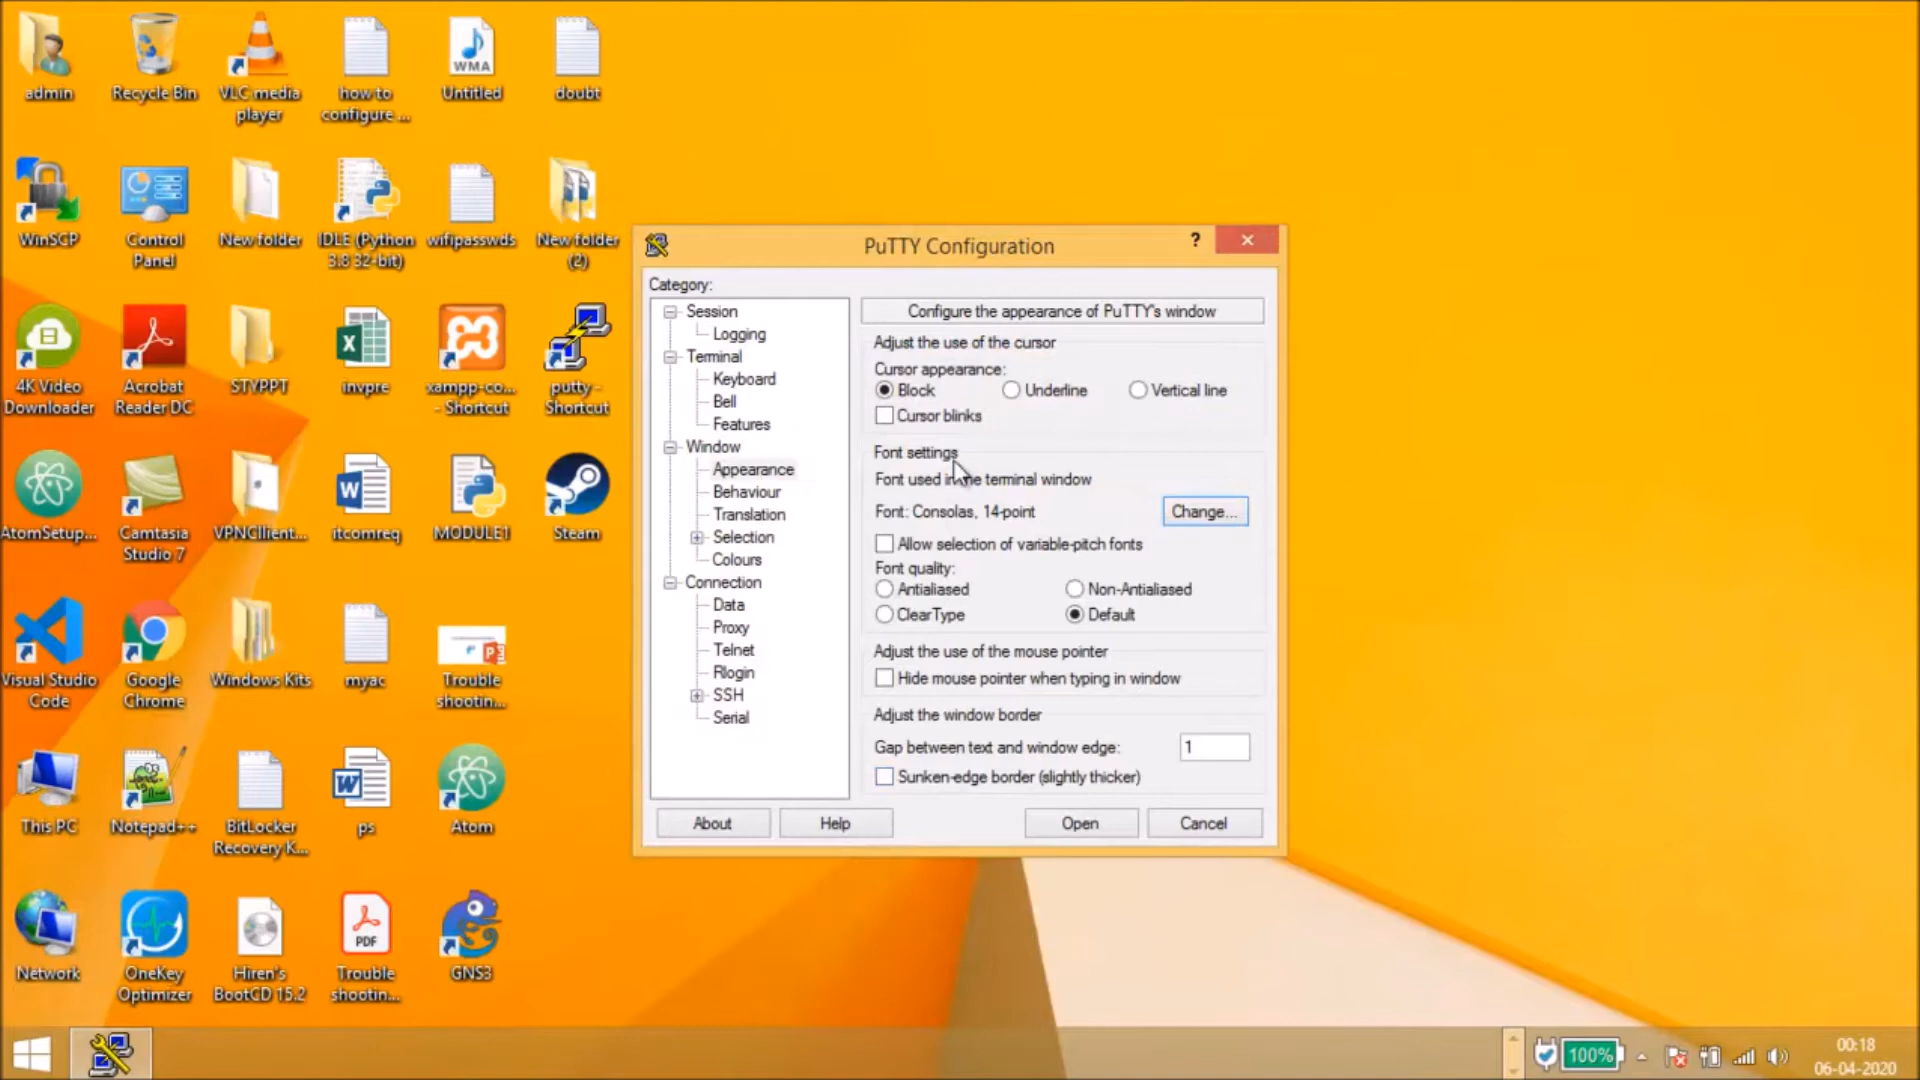 admin
Recycle Bin
VLC media
player
how to
configure ...
WMA
Untitled
doubt
WinSCP
Control
Panel
New folder
IDLE (Python
3.8 32-bit)
wifipasswds
New folder
(2)
4K Video
Downloader
Acrobat
Reader DC
STYPPT
invpre
xampp-co...
- Shortcut
putty -
Shortcut
AtomSetup...
Camtasia
Studio 7
VPNCllient...
itcomreq
MODULE1
Steam
Visual Studio
Code
Google
Chrome
Windows Kits
myac
Trouble
shootin...
This PC
Notepad++
BitLocker
Recovery K...
ps
Atom
Network
OneKey
Optimizer
Hiren's
BootCD 15.2
PDF
Trouble
shootin...
GNS3
PuTTY Configuration
?
Category:
Session
Logging
Terminal
Keyboard
Bell
Features
Window
Appearance
Behaviour
Translation
Selection
Colours
Connection
Data
Proxy
Telnet
Rlogin
SSH
Serial
Configure the appearance of PuTTY's window
Adjust the use of the cursor
Cursor appearance:
Block Underline Vertical line
Cursor blinks
Font settings
Font used in the terminal window
Font: Consolas, 14-point
Change...
Allow selection of variable-pitch fonts
Font quality:
Antialiased Non-Antialiased
ClearType Default
Adjust the use of the mouse pointer
Hide mouse pointer when typing in window
Adjust the window border
Gap between text and window edge: 1
Sunken-edge border (slightly thicker)
About Help Open Cancel
100%
00:18
06-04-2020